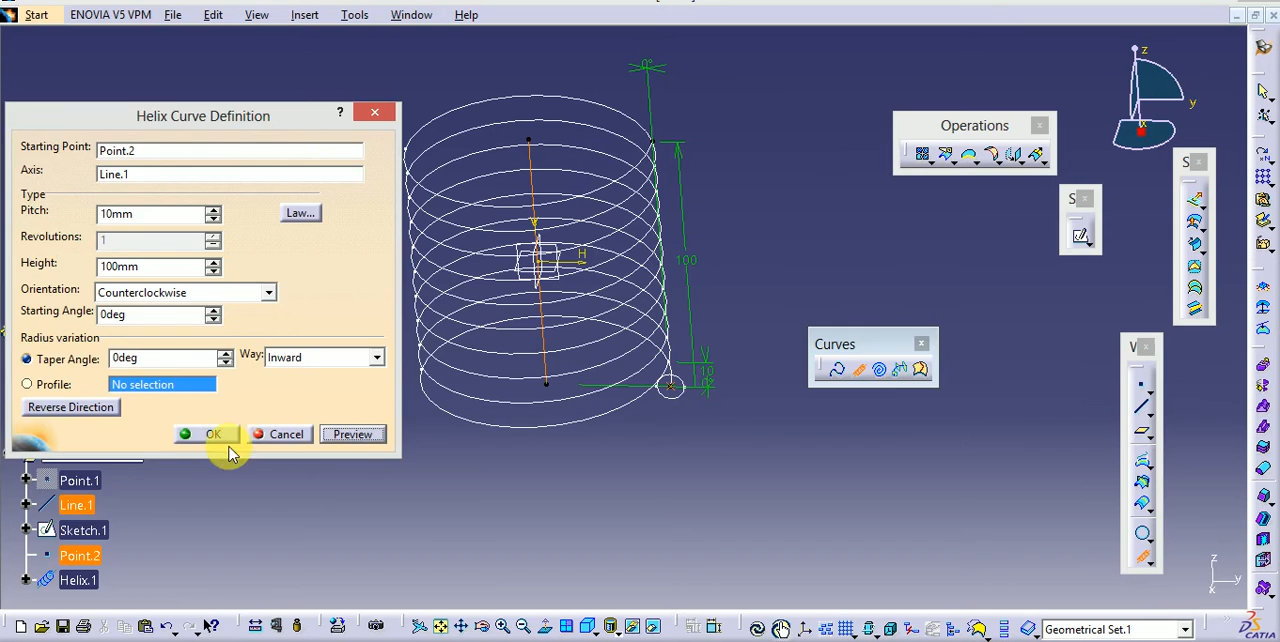 Start ENOVIA V5 VPM File Edit View Insert Tools Window Help
Helix Curve Definition ? x
Starting Point: Point.2
Axis: Line.1
Type
Pitch: 10mm Law...
Revolutions: 1
Height: 100mm
Orientation: Counterclockwise
Starting Angle: 0deg
Radius variation
Taper Angle: 0deg Way: Inward
Profile: No selection
Reverse Direction
OK Cancel Preview
Point.1
Line.1
Sketch.1
Point.2
Helix.1
0°
H
100
10
z
y
x
Operations x
S x
S x
Curves x
W x
z
y
x
Geometrical Set.1
CATIA